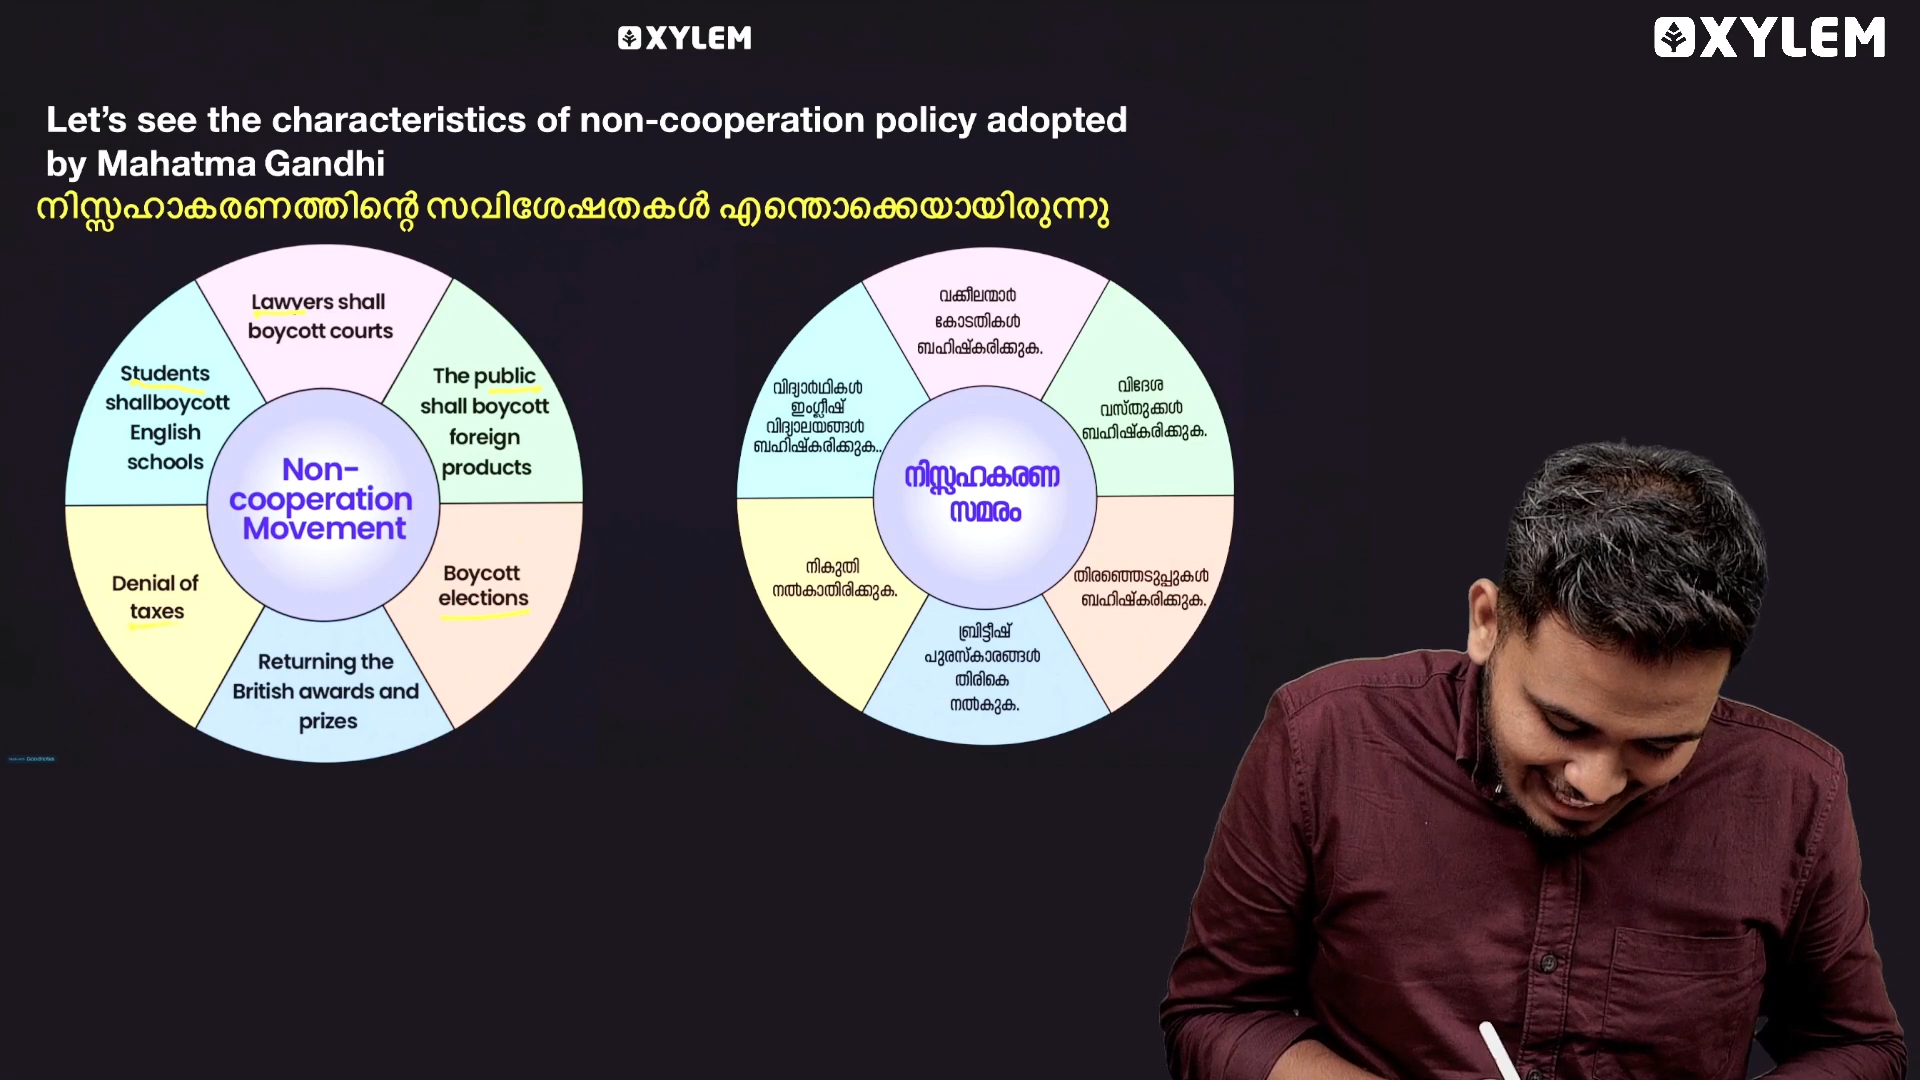 XYLEM
XYLEM
Let’s see the characteristics of non-cooperation policy adopted
by Mahatma Gandhi
നിസ്സഹാകരണത്തിന്റെ സവിശേഷതകൾ എന്തൊക്കെയായിരുന്നു
Lawyers shall
boycott courts
The public
shall boycott
foreign
products
Boycott
elections
Returning the
British awards and
prizes
Denial of
taxes
Students
shallboycott
English
schools
Non-
cooperation
Movement
വക്കീലന്മാർ
കോടതികൾ
ബഹിഷ്കരിക്കുക.
വിദേശ
വസ്തുക്കൾ
ബഹിഷ്കരിക്കുക.
തിരഞ്ഞെടുപ്പുകൾ
ബഹിഷ്കരിക്കുക.
ബ്രിട്ടീഷ്
പുരസ്കാരങ്ങൾ
തിരികെ
നൽകുക.
നികുതി
നൽകാതിരിക്കുക.
വിദ്യാർഥികൾ
ഇംഗ്ലീഷ്
വിദ്യാലയങ്ങൾ
ബഹിഷ്കരിക്കുക..
നിസ്സഹകരണ
സമരം